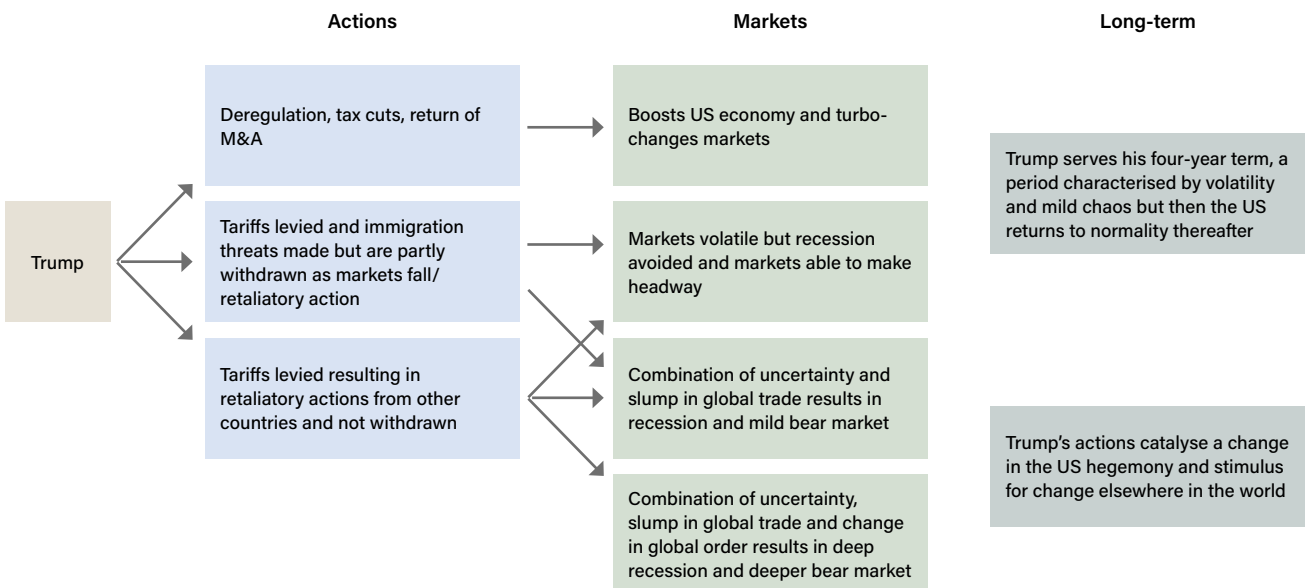 Actions
Markets
Long-term
Trump
Deregulation, tax cuts, return of
M&A
Tariffs levied and immigration
threats made but are partly
withdrawn as markets fall/
retaliatory action
Tariffs levied resulting in
retaliatory actions from other
countries and not withdrawn
Boosts US economy and turbo-
changes markets
Markets volatile but recession
avoided and markets able to make
headway
Combination of uncertainty and
slump in global trade results in
recession and mild bear market
Combination of uncertainty,
slump in global trade and change
in global order results in deep
recession and deeper bear market
Trump serves his four-year term, a
period characterised by volatility
and mild chaos but then the US
returns to normality thereafter
Trump’s actions catalyse a change
in the US hegemony and stimulus
for change elsewhere in the world